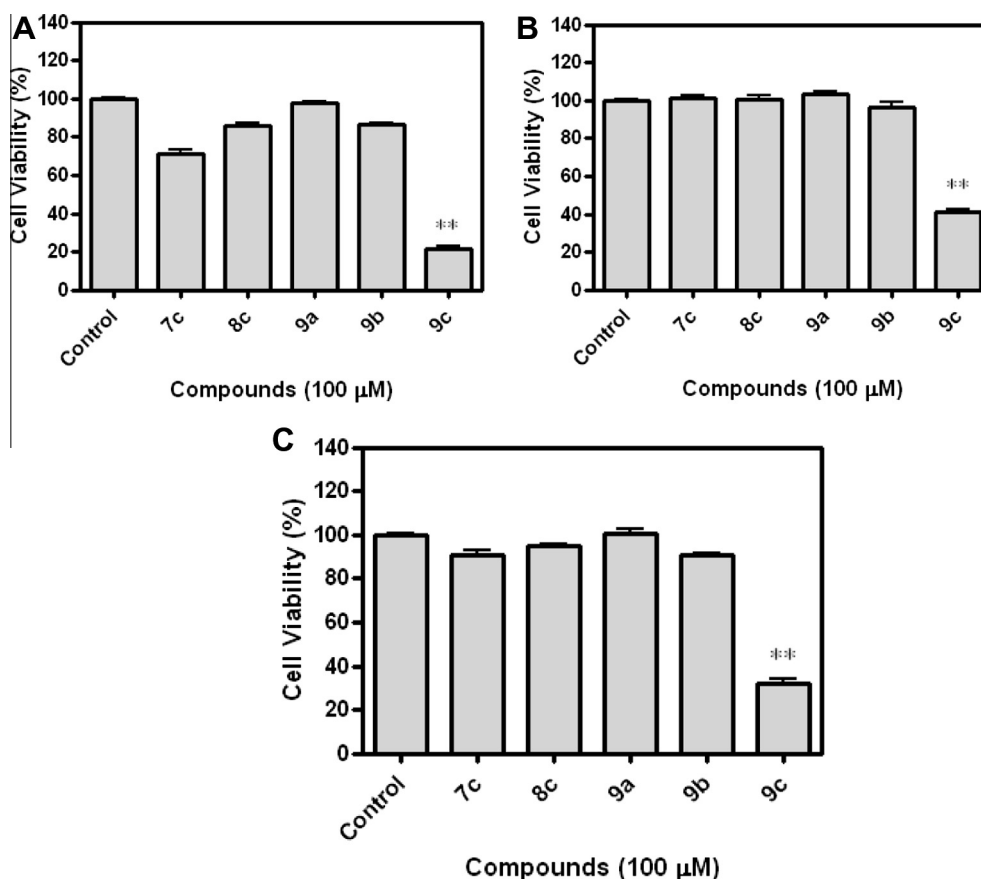 A
Cell Viability (%)
140
120
100
80
60
40
20
0
Control
7c
8c
9a
9b
9c
**
Compounds (100 μM)
B
Cell Viability (%)
140
120
100
80
60
40
20
0
Control
7c
8c
9a
9b
9c
**
Compounds (100 μM)
C
Cell Viability (%)
140
120
100
80
60
40
20
0
Control
7c
8c
9a
9b
9c
**
Compounds (100 μM)